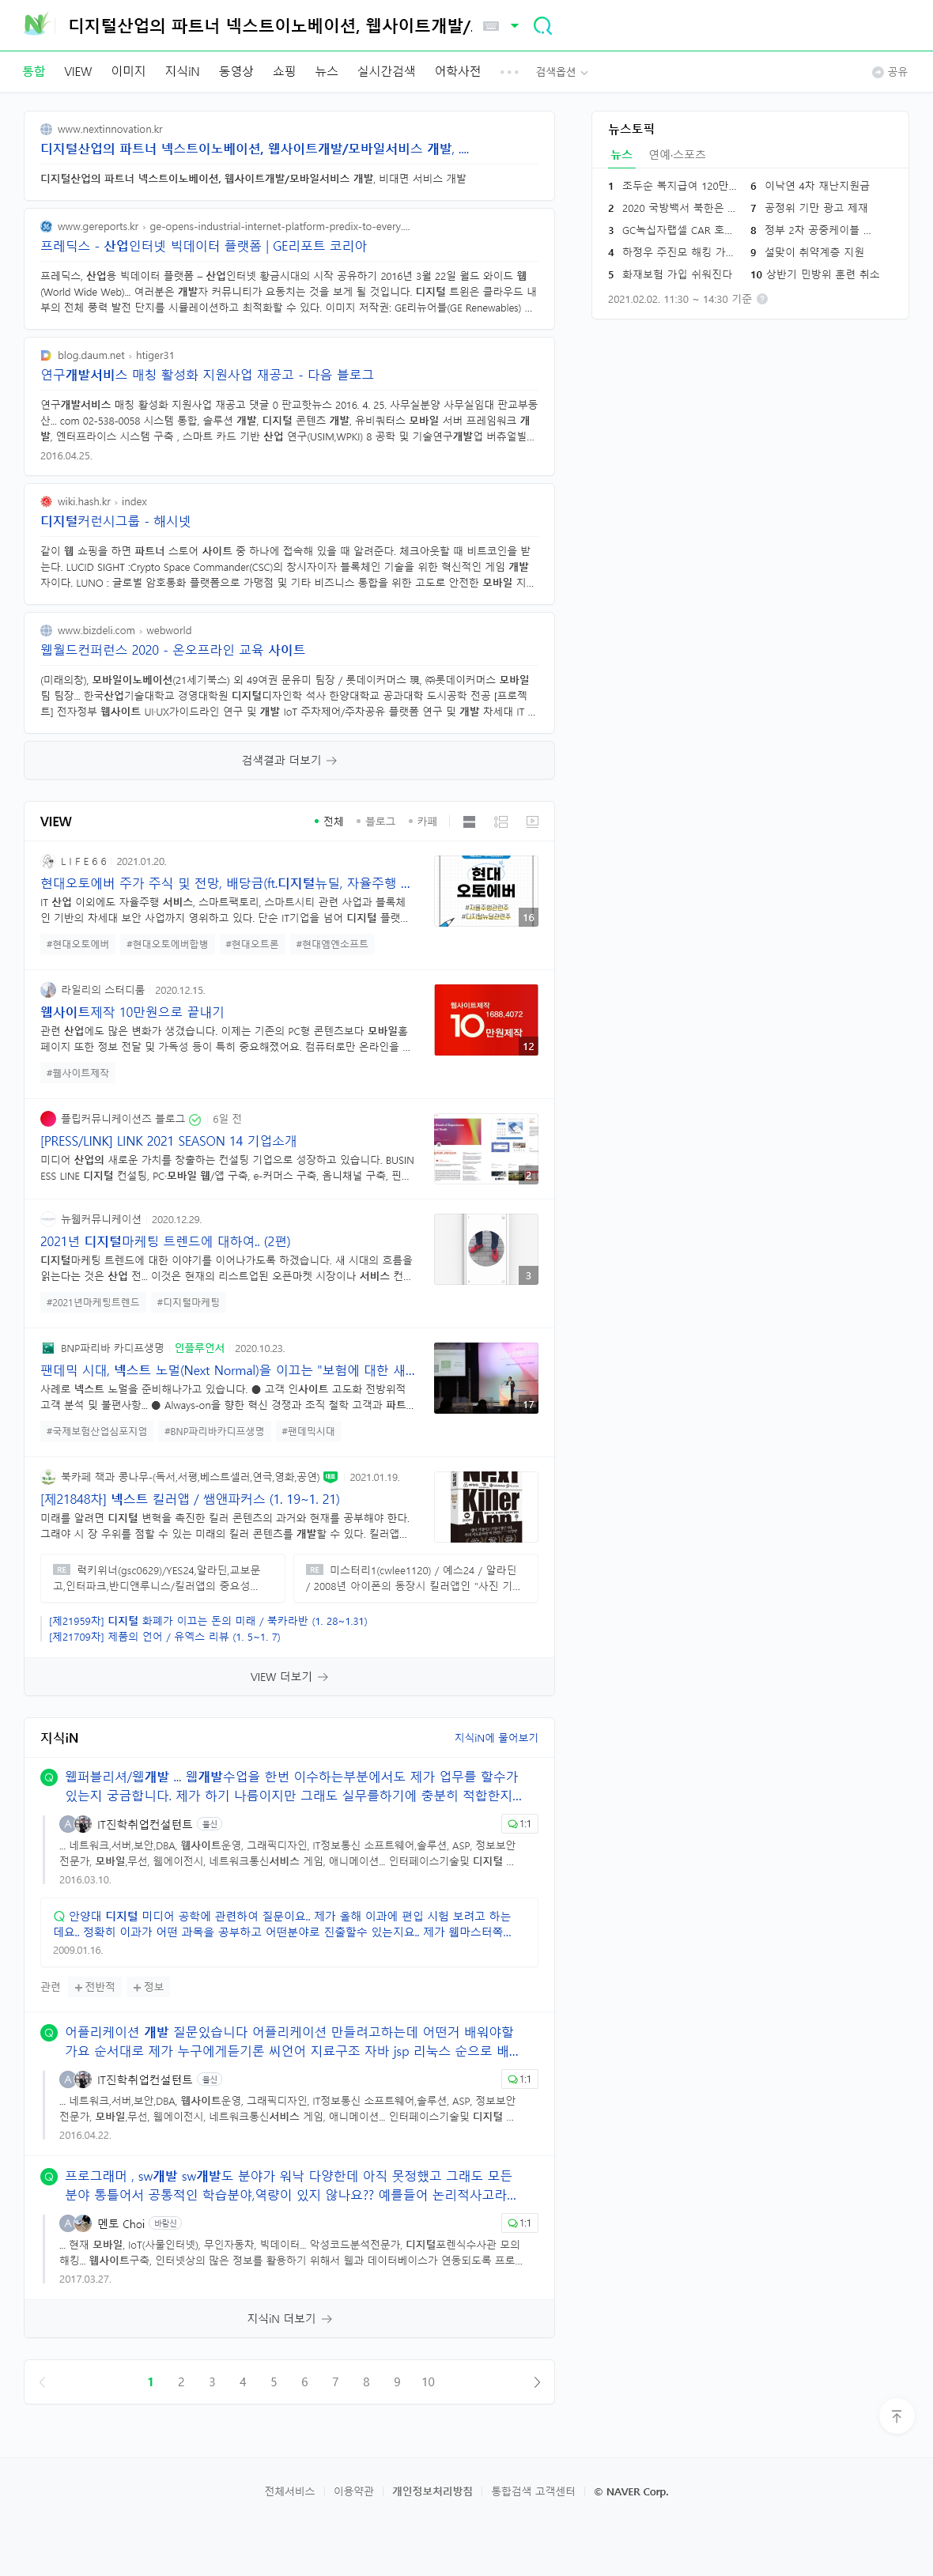 디지털산업의 파트너 넥스트이노베이션, 웹사이트개발/
통합 VIEW 이미지 지식iN 동영상 쇼핑 뉴스 실시간검색 어학사전 검색옵션 공유
www.nextinnovation.kr
디지털산업의 파트너 넥스트이노베이션, 웹사이트개발/모바일서비스 개발, ....
디지털산업의 파트너 넥스트이노베이션, 웹사이트개발/모바일서비스 개발, 비대면 서비스 개발
www.gereports.kr › ge-opens-industrial-internet-platform-predix-to-every....
프레딕스 - 산업인터넷 빅데이터 플랫폼 | GE리포트 코리아
프레딕스, 산업용 빅데이터 플랫폼 – 산업인터넷 황금시대의 시작 공유하기 2016년 3월 22일 월드 와이드 웹
(World Wide Web)... 여러분은 개발자 커뮤니티가 요동치는 것을 보게 될 것입니다. 디지털 트윈은 클라우드 내
부의 전체 풍력 발전 단지를 시뮬레이션하고 최적화할 수 있다. 이미지 저작권: GE리뉴어블(GE Renewables) ...
blog.daum.net › htiger31
연구개발서비스 매칭 활성화 지원사업 재공고 - 다음 블로그
연구개발서비스 매칭 활성화 지원사업 재공고 댓글 0 판교핫뉴스 2016. 4. 25. 사무실분양 사무실임대 판교부동
산... com 02-538-0058 시스템 통합, 솔루션 개발, 디지털 콘텐츠 개발, 유비쿼터스 모바일 서버 프레임워크 개
발, 엔터프라이스 시스템 구축 , 스마트 카드 기반 산업 연구(USIM,WPKI) 8 공학 및 기술연구개발업 버츄얼빌...
2016.04.25.
wiki.hash.kr › index
디지털커런시그룹 - 해시넷
같이 웹 쇼핑을 하면 파트너 스토어 사이트 중 하나에 접속해 있을 때 알려준다. 체크아웃할 때 비트코인을 받
는다. LUCID SIGHT :Crypto Space Commander(CSC)의 창시자이자 블록체인 기술을 위한 혁신적인 게임 개발
자이다. LUNO : 글로벌 암호통화 플랫폼으로 가맹점 및 기타 비즈니스 통합을 위한 고도로 안전한 모바일 지...
www.bizdeli.com › webworld
웹월드컨퍼런스 2020 - 온오프라인 교육 사이트
(미래의창), 모바일이노베이션(21세기북스) 외 49여권 문유미 팀장 / 롯데이커머스 現, ㈜롯데이커머스 모바일
팀 팀장... 한국산업기술대학교 경영대학원 디지털디자인학 석사 한양대학교 공과대학 도시공학 전공 [프로젝
트] 전자정부 웹사이트 UI·UX가이드라인 연구 및 개발 IoT 주자제어/주차공유 플랫폼 연구 및 개발 차세대 IT ...
검색결과 더보기 →
뉴스토픽
뉴스 연예·스포츠
1 조두순 복지급여 120만...
2 2020 국방백서 북한은 ...
3 GC녹십자랩셀 CAR 호...
4 하정우 주진모 해킹 가...
5 화재보험 가입 쉬워진다
6 이낙연 4차 재난지원금
7 공정위 기만 광고 제재
8 정부 2차 공중케이블 ...
9 설맞이 취약계층 지원
10 상반기 민방위 훈련 취소
2021.02.02. 11:30 ~ 14:30 기준 ?
VIEW 전체 블로그 카페
L I F E 6 6 2021.01.20.
현대오토에버 주가 주식 및 전망, 배당금(ft.디지털뉴딜, 자율주행 ...
IT 산업 이외에도 자율주행 서비스, 스마트팩토리, 스마트시티 관련 사업과 블록체
인 기반의 차세대 보안 사업까지 영위하고 있다. 단순 IT기업을 넘어 디지털 플랫...
#현대오토에버 #현대오토에버합병 #현대오트론 #현대엠엔소프트
현대
오토에버
#자율주행관련주
#디지털뉴딜관련주
16
라일리의 스터디룸 2020.12.15.
웹사이트제작 10만원으로 끝내기
관련 산업에도 많은 변화가 생겼습니다. 이제는 기존의 PC형 콘텐츠보다 모바일홈
페이지 또한 정보 전달 및 가독성 등이 특히 중요해졌어요. 컴퓨터로만 온라인을 ...
#웹사이트제작
웹사이트제작
1688,4072
10만원제작
12
플립커뮤니케이션즈 블로그 6일 전
[PRESS/LINK] LINK 2021 SEASON 14 기업소개
미디어 산업의 새로운 가치를 창출하는 컨설팅 기업으로 성장하고 있습니다. BUSIN
ESS LINE 디지털 컨설팅, PC·모바일 웹/앱 구축, e-커머스 구축, 옴니채널 구축, 핀...
2
뉴웰커뮤니케이션 2020.12.29.
2021년 디지털마케팅 트렌드에 대하여.. (2편)
디지털마케팅 트렌드에 대한 이야기를 이어나가도록 하겠습니다. 새 시대의 흐름을
읽는다는 것은 산업 전... 이것은 현재의 리스트업된 오픈마켓 시장이나 서비스 컨...
#2021년마케팅트렌드 #디지털마케팅
3
BNP파리바 카디프생명 인플루언서 2020.10.23.
팬데믹 시대, 넥스트 노멀(Next Normal)을 이끄는 "보험에 대한 새...
사례로 넥스트 노멀을 준비해나가고 있습니다. ● 고객 인사이트 고도화 전방위적
고객 분석 및 불편사항... ● Always-on을 향한 혁신 경쟁과 조직 철학 고객과 파트...
#국제보험산업심포지엄 #BNP파리바카디프생명 #팬데믹시대
17
북카페 책과 콩나무-(독서,서평,베스트셀러,연극,영화,공연) 대표 2021.01.19.
[제21848차] 넥스트 킬러앱 / 쌤앤파커스 (1. 19~1. 21)
미래를 알려면 디지털 변혁을 촉진한 킬러 콘텐츠의 과거와 현재를 공부해야 한다.
그래야 시 장 우위를 점할 수 있는 미래의 킬러 콘텐츠를 개발할 수 있다. 킬러앱...
NEXT
Killer
App
RE 럭키위너(gsc0629)/YES24,알라딘,교보문
고,인터파크,반디앤루니스/킬러앱의 중요성...
RE 미스터리1(cwlee1120) / 예스24 / 알라딘
/ 2008년 아이폰의 등장시 킬러앱인 "사진 기...
[제21959차] 디지털 화폐가 이끄는 돈의 미래 / 북카라반 (1. 28~1.31)
[제21709차] 제품의 언어 / 유엑스 리뷰 (1. 5~1. 7)
VIEW 더보기 →
지식iN 지식iN에 물어보기
Q 웹퍼블리셔/웹개발 ... 웹개발수업을 한번 이수하는부분에서도 제가 업무를 할수가
있는지 궁금합니다. 제가 하기 나름이지만 그래도 실무를하기에 충분히 적합한지...
A IT진학취업컨설턴트 물신 1:1
... 네트워크,서버,보안,DBA, 웹사이트운영, 그래픽디자인, IT정보통신 소프트웨어,솔루션, ASP, 정보보안
전문가, 모바일,무선, 웰에이전시, 네트워크통신서비스 게임, 애니메이션... 인터페이스기술및 디지털 ...
2016.03.10.
Q 안양대 디지털 미디어 공학에 관련하여 질문이요.. 제가 올해 이과에 편입 시험 보려고 하는
데요.. 정확히 이과가 어떤 과목을 공부하고 어떤분야로 진출할수 있는지요.. 제가 웹마스터쪽...
2009.01.16.
관련 + 전반적 + 정보
Q 어플리케이션 개발 질문있습니다 어플리케이션 만들려고하는데 어떤거 배워야할
가요 순서대로 제가 누구에게듣기론 씨언어 지료구조 자바 jsp 리눅스 순으로 배...
A IT진학취업컨설턴트 물신 1:1
... 네트워크,서버,보안,DBA, 웹사이트운영, 그래픽디자인, IT정보통신 소프트웨어,솔루션, ASP, 정보보안
전문가, 모바일,무선, 웰에이전시, 네트워크통신서비스 게임, 애니메이션... 인터페이스기술및 디지털 ...
2016.04.22.
Q 프로그래머 , sw개발 sw개발도 분야가 워낙 다양한데 아직 못정했고 그래도 모든
분야 통틀어서 공통적인 학습분야,역량이 있지 않나요?? 예를들어 논리적사고라...
A 멘토 Choi 바람신 1:1
... 현재 모바일, IoT(사물인터넷), 무인자동차, 빅데이터... 악성코드분석전문가, 디지털포렌식수사관 모의
해킹... 웹사이트구축, 인터넷상의 많은 정보를 활용하기 위해서 웰과 데이터베이스가 연동되도록 프로...
2017.03.27.
지식iN 더보기 →
1 2 3 4 5 6 7 8 9 10
전체서비스 이용약관 개인정보처리방침 통합검색 고객센터 © NAVER Corp.